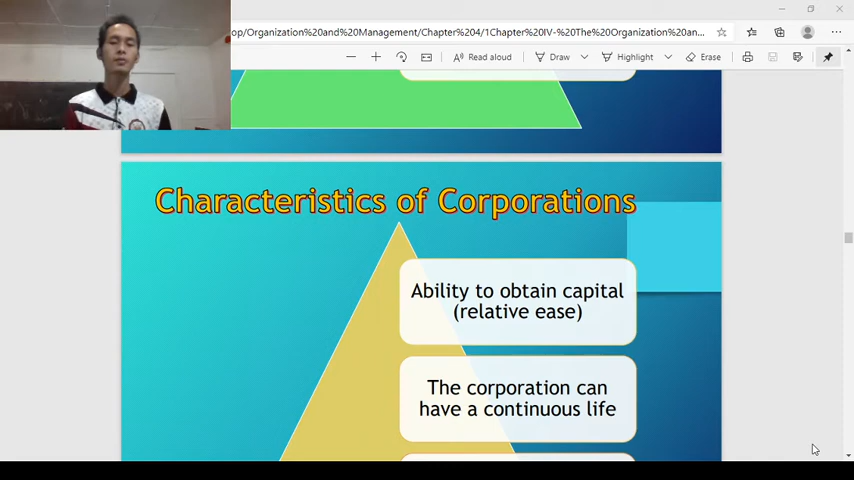 op/Organization%20and%20Management/Chapter%204/1Chapter%20IV-%20The%20Organization%20an...
Read aloud
Draw
Highlight
Erase
Characteristics of Corporations
Ability to obtain capital
(relative ease)
The corporation can
have a continuous life